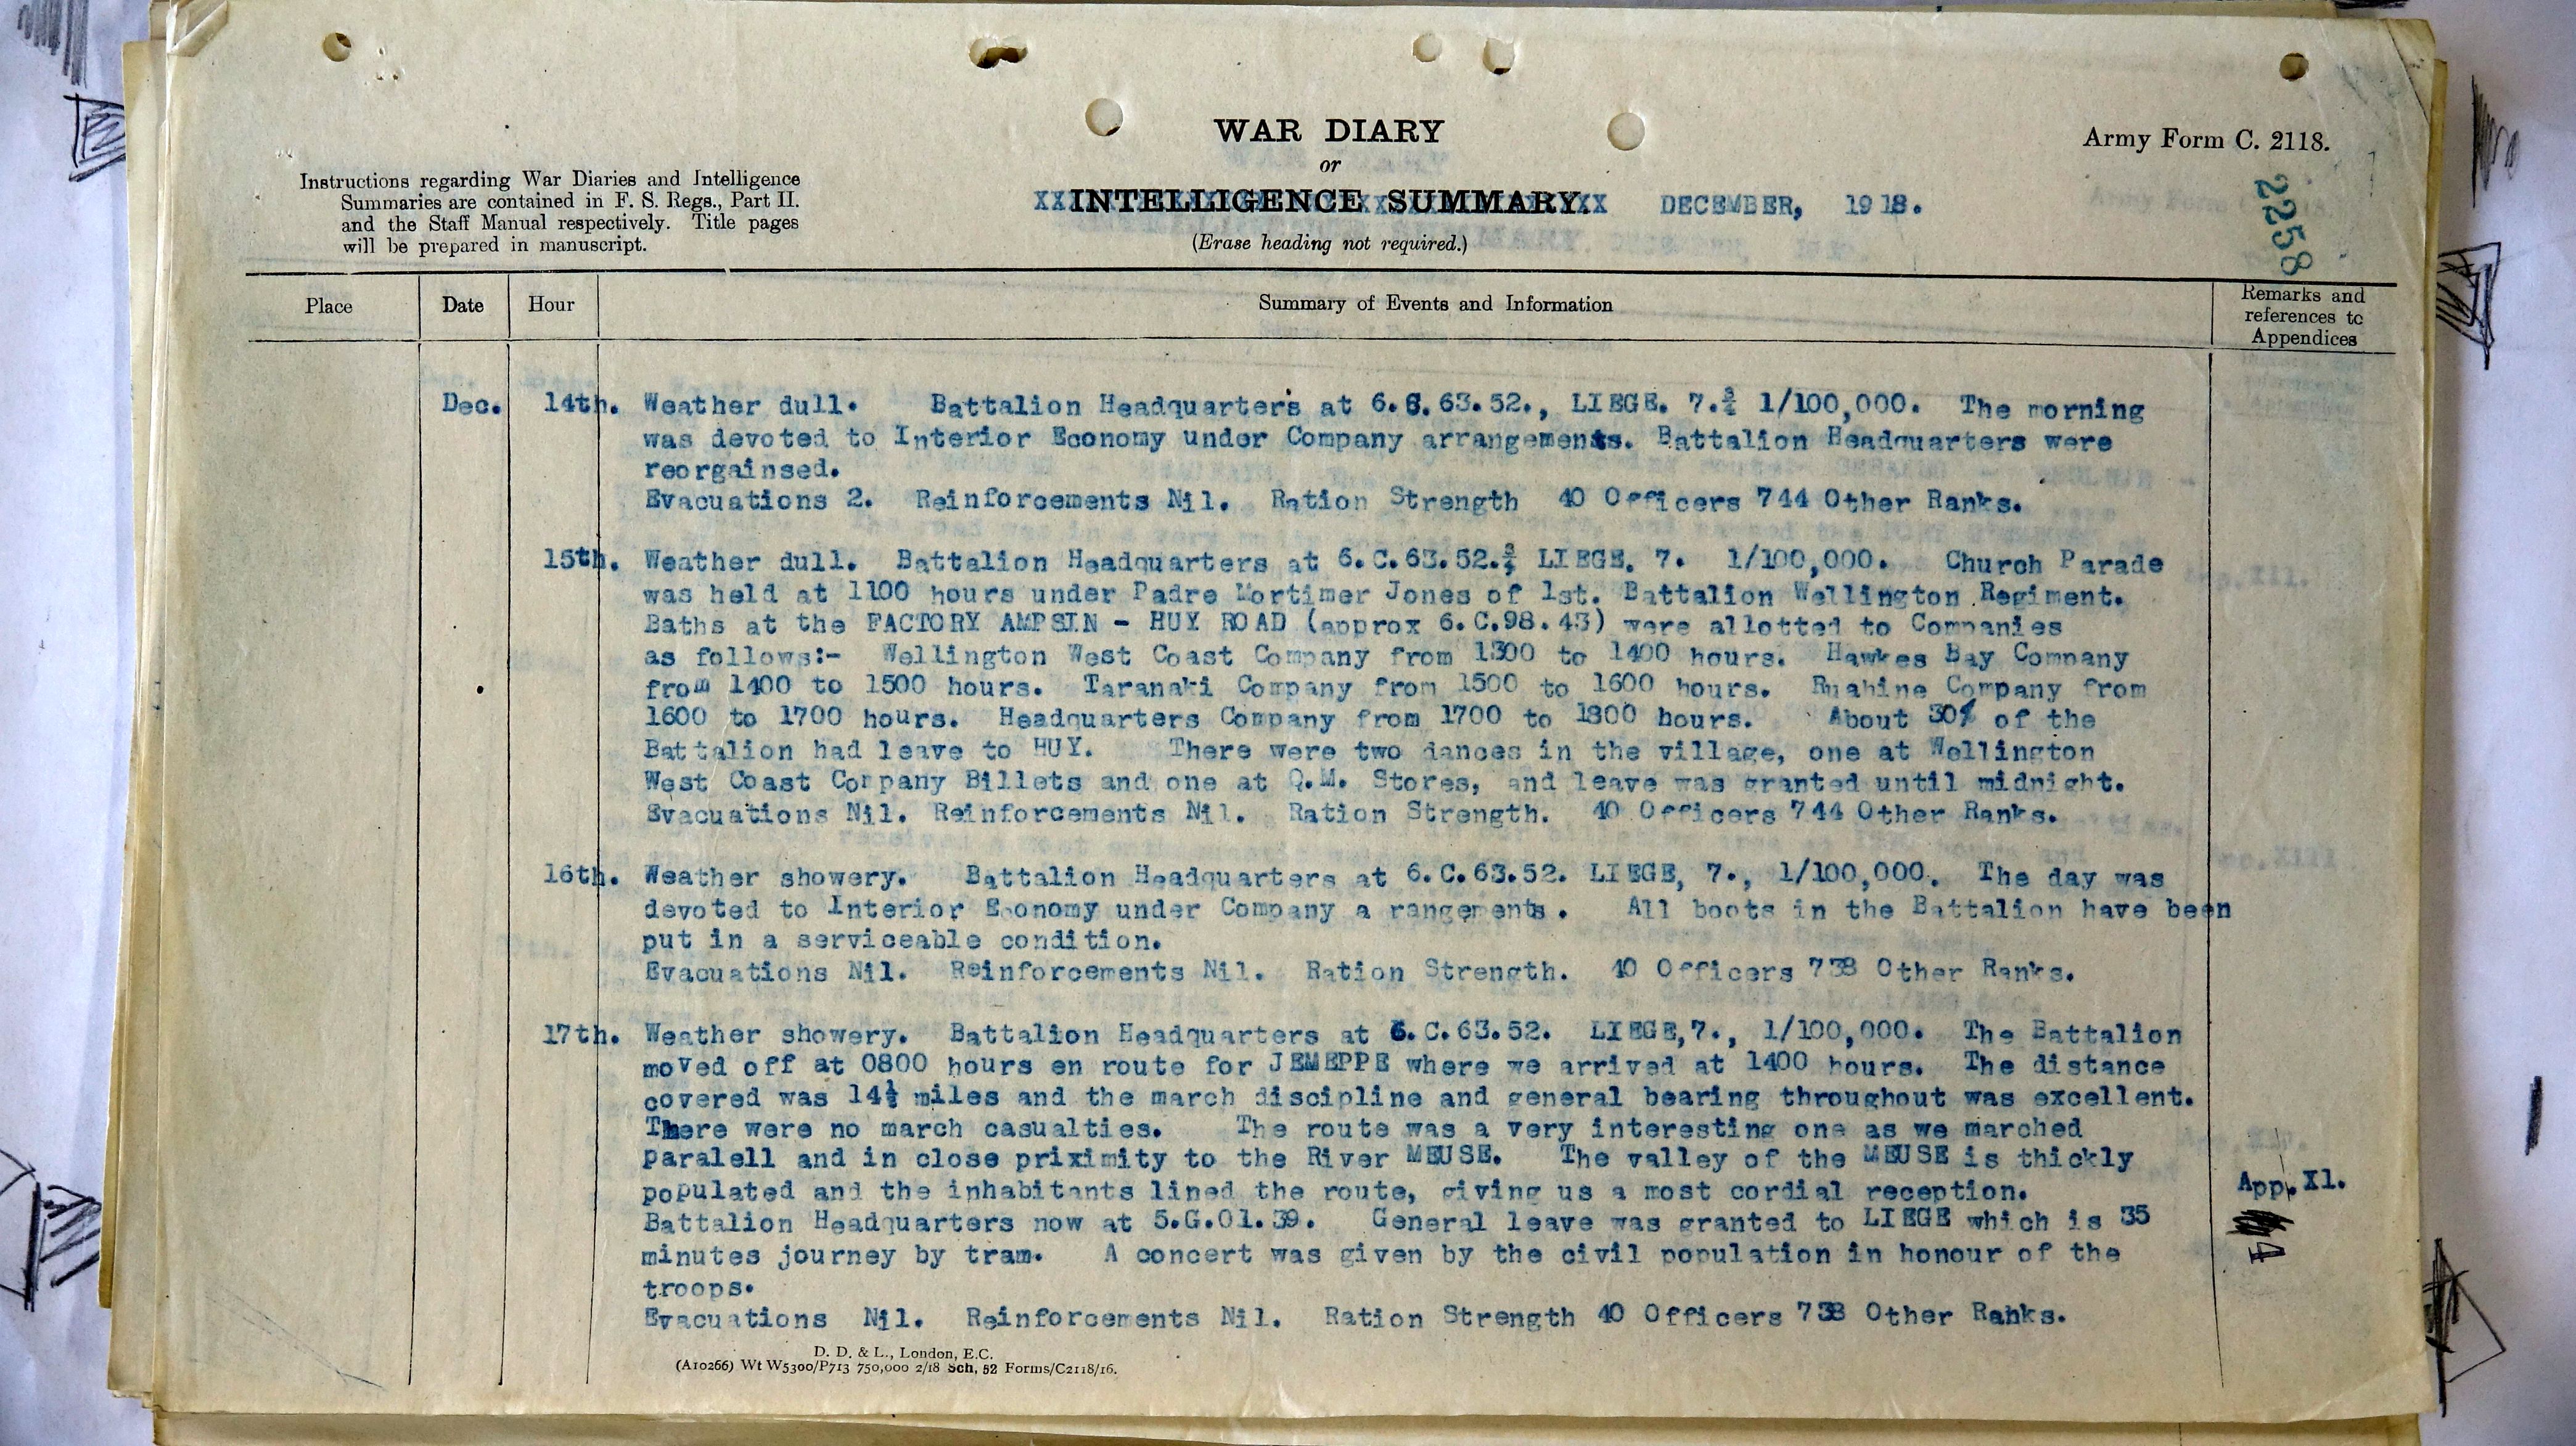 WAR DIARY
or
INTELLIGENCE SUMMARY.
DECEMBER, 1918.
(Erase heading not required.)
Army Form C. 2118.
2258
Instructions regarding War Diaries and Intelligence
Summaries are contained in F. S. Regs., Part II.
and the Staff Manual respectively. Title pages
will be prepared in manuscript.
Place Date Hour Summary of Events and Information Remarks and
references to
Appendices
Dec. 14th. Weather dull. Battalion Headquarters at 6.C.63.52., LIEGE. 7. 1/100,000. The morning
was devoted to Interior Economy under Company arrangements. Battalion Headquarters were
reorgainsed.
Evacuations 2. Reinforcements Nil. Ration Strength 40 Officers 744 Other Ranks.
15th. Weather dull. Battalion Headquarters at 6.C.63.52. LIEGE. 7. 1/100,000. Church Parade
was held at 1100 hours under Padre Mortimer Jones of 1st. Battalion Wellington Regiment.
Baths at the FACTORY AMPSIN - HUY ROAD (approx 6.C.98.43) were allotted to Companies
as follows:- Wellington West Coast Company from 1300 to 1400 hours. Hawkes Bay Company
from 1400 to 1500 hours. Taranaki Company from 1500 to 1600 hours. Ruahine Company from
1600 to 1700 hours. Headquarters Company from 1700 to 1800 hours. About 30% of the
Battalion had leave to HUY. There were two dances in the village, one at Wellington
West Coast Company Billets and one at Q.M. Stores, and leave was granted until midnight.
Evacuations Nil. Reinforcements Nil. Ration Strength. 40 Officers 744 Other Ranks.
16th. Weather showery. Battalion Headquarters at 6.C.63.52. LIEGE, 7., 1/100,000. The day was
devoted to Interior Economy under Company a rangements. All boots in the Battalion have been
put in a serviceable condition.
Evacuations Nil. Reinforcements Nil. Ration Strength. 40 Officers 738 Other Ranks.
17th. Weather showery. Battalion Headquarters at 6.C.63.52. LIEGE,7., 1/100,000. The Battalion
moved off at 0800 hours en route for JEMEPPE where we arrived at 1400 hours. The distance
covered was 14½ miles and the march discipline and general bearing throughout was excellent.
There were no march casualties. The route was a very interesting one as we marched
paralell and in close priximity to the River MEUSE. The valley of the MEUSE is thickly
populated and the inhabitants lined the route, giving us a most cordial reception.
App. Xl.
Battalion Headquarters now at 5.G.01.39. General leave was granted to LIEGE which is 35
minutes journey by tram. A concert was given by the civil population in honour of the
troops.
Evacuations Nil. Reinforcements Nil. Ration Strength 40 Officers 738 Other Ranks.
D. D. & L., London, E.C.
(A10266) Wt W5300/P713 750,000 2/18 Sch. 52 Forms/C2118/16.